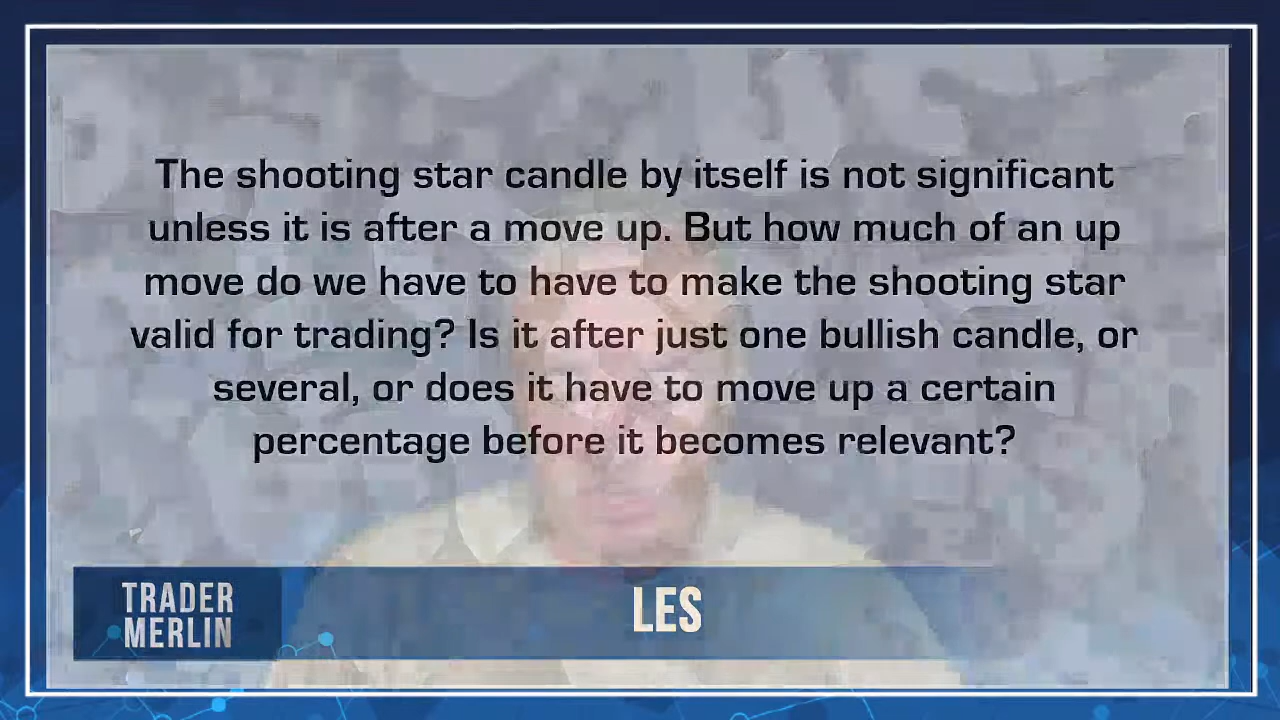 The shooting star candle by itself is not significant
unless it is after a move up. But how much of an up
move do we have to have to make the shooting star
valid for trading? Is it after just one bullish candle, or
several, or does it have to move up a certain
percentage before it becomes relevant?
TRADER
MERLIN
LES